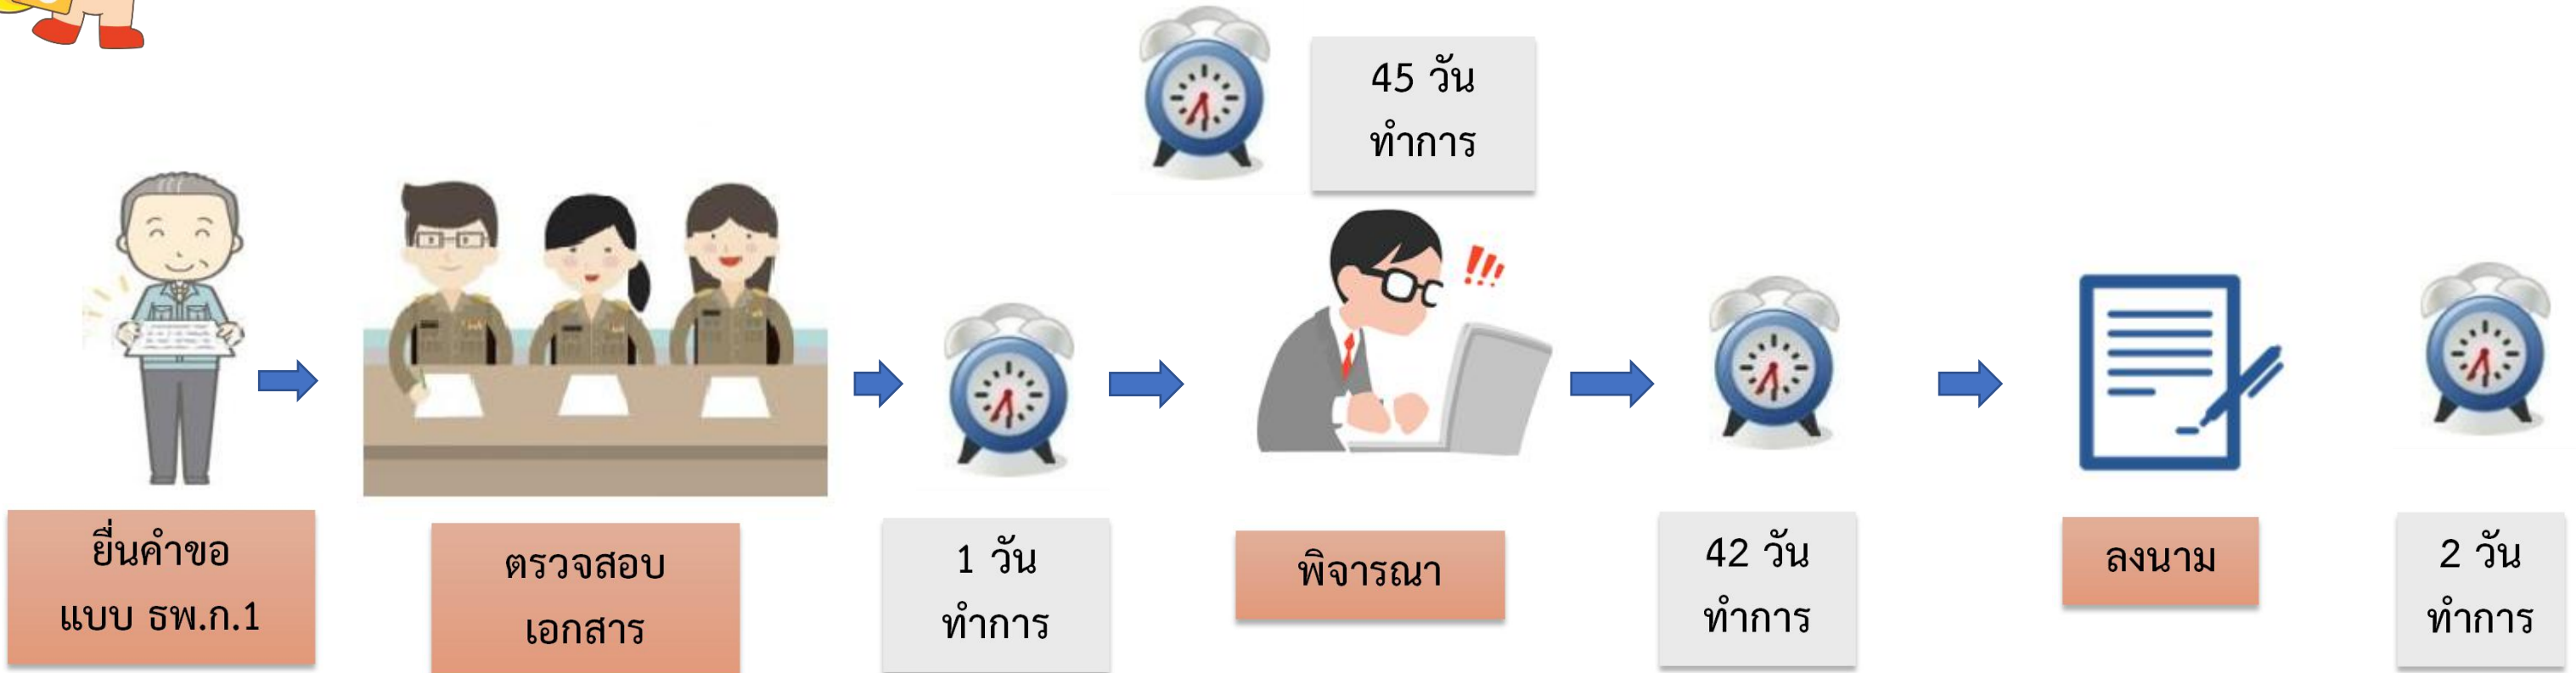 45 วัน
ทำการ
ยื่นคำขอ
แบบ ธพ.ก.1
ตรวจสอบ
เอกสาร
1 วัน
ทำการ
พิจารณา
42 วัน
ทำการ
ลงนาม
2 วัน
ทำการ